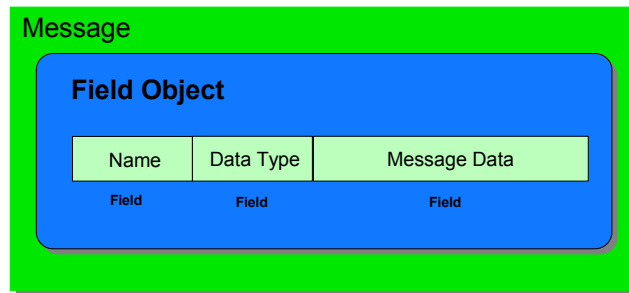 Message
Field Object
Name Data Type Message Data
Field Field Field